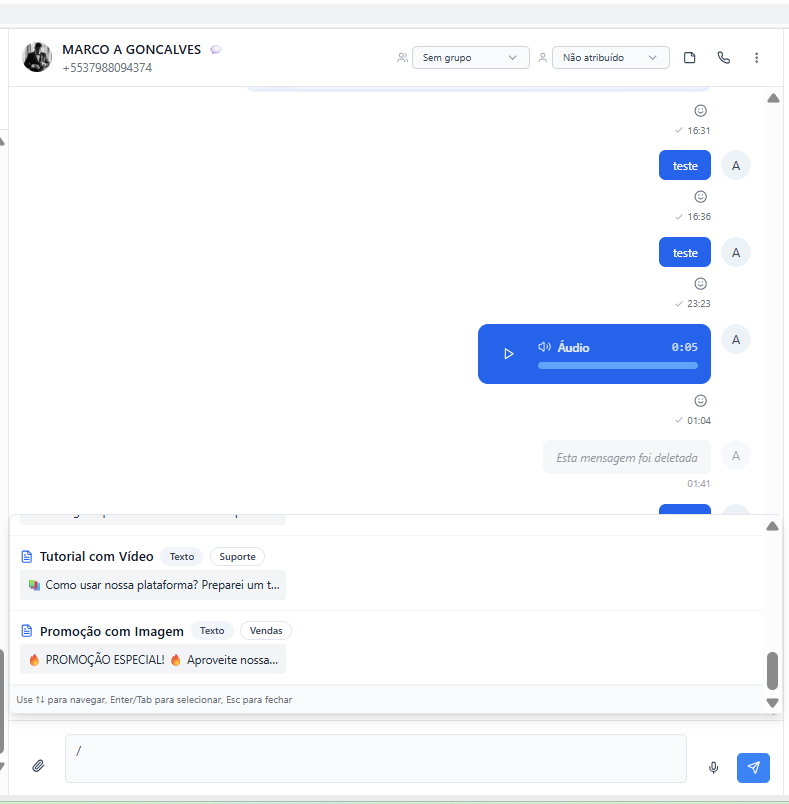 MARCO A GONCALVES
+5537988094374
Sem grupo
Não atribuído
16:31
teste
A
16:36
teste
A
23:23
Áudio 0:05
A
01:04
Esta mensagem foi deletada
A
01:41
Tutorial com Vídeo Texto Suporte
Como usar nossa plataforma? Preparei um t...
Promoção com Imagem Texto Vendas
PROMOÇÃO ESPECIAL! 🔥 Aproveite nossa...
Use ↑↓ para navegar, Enter/Tab para selecionar, Esc para fechar
/